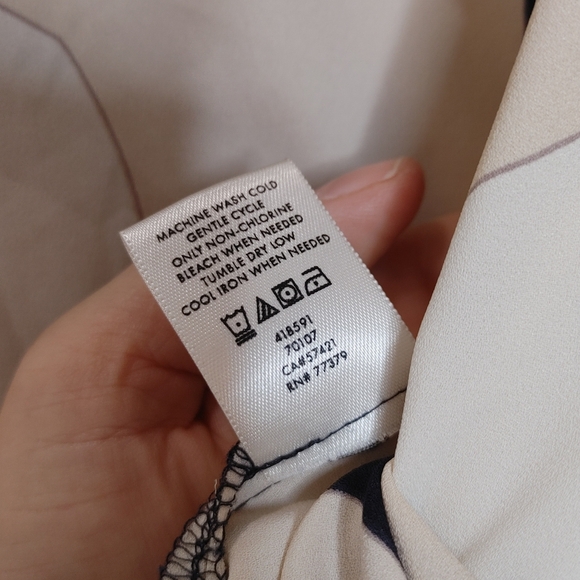 MACHINE WASH COLD
GENTLE CYCLE
ONLY NON-CHLORINE
BLEACH WHEN NEEDED
TUMBLE DRY LOW
COOL IRON WHEN NEEDED
418591
70107
CA#57421
RN# 77379